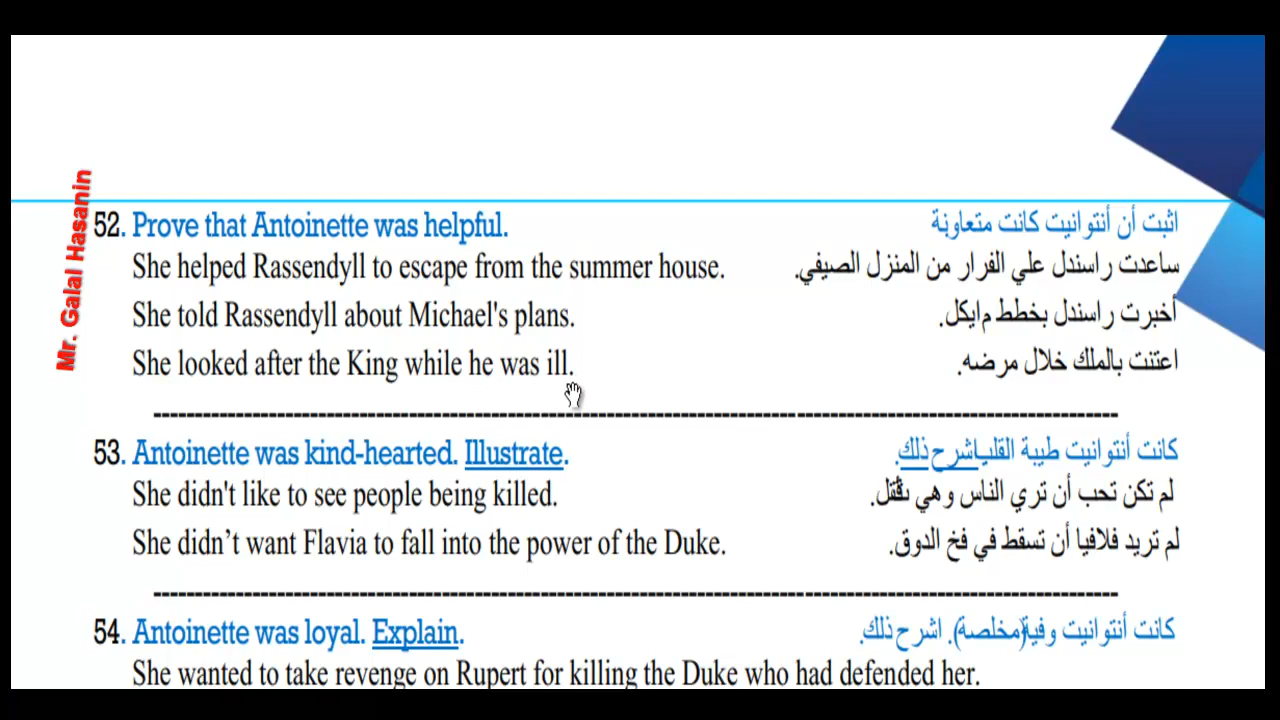 Mr. Galal Hasanin
52. Prove that Antoinette was helpful. اثبت أن أنتوانيت كانت متعاونة
She helped Rassendyll to escape from the summer house. ساعدت راسندل علي الفرار من المنزل الصيفي.
She told Rassendyll about Michael's plans. أخبرت راسندل بخطط مايكل.
She looked after the King while he was ill. اعتنت بالملك خلال مرضه.
53. Antoinette was kind-hearted. Illustrate. كانت أنتوانيت طيبة القلب اشرح ذلك.
She didn't like to see people being killed. لم تكن تحب أن تري الناس وهي تُقتل.
She didn’t want Flavia to fall into the power of the Duke. لم تريد فلافيا أن تسقط في فخ الدوق.
54. Antoinette was loyal. Explain. كانت أنتوانيت وفية(مخلصة). اشرح ذلك.
She wanted to take revenge on Rupert for killing the Duke who had defended her.